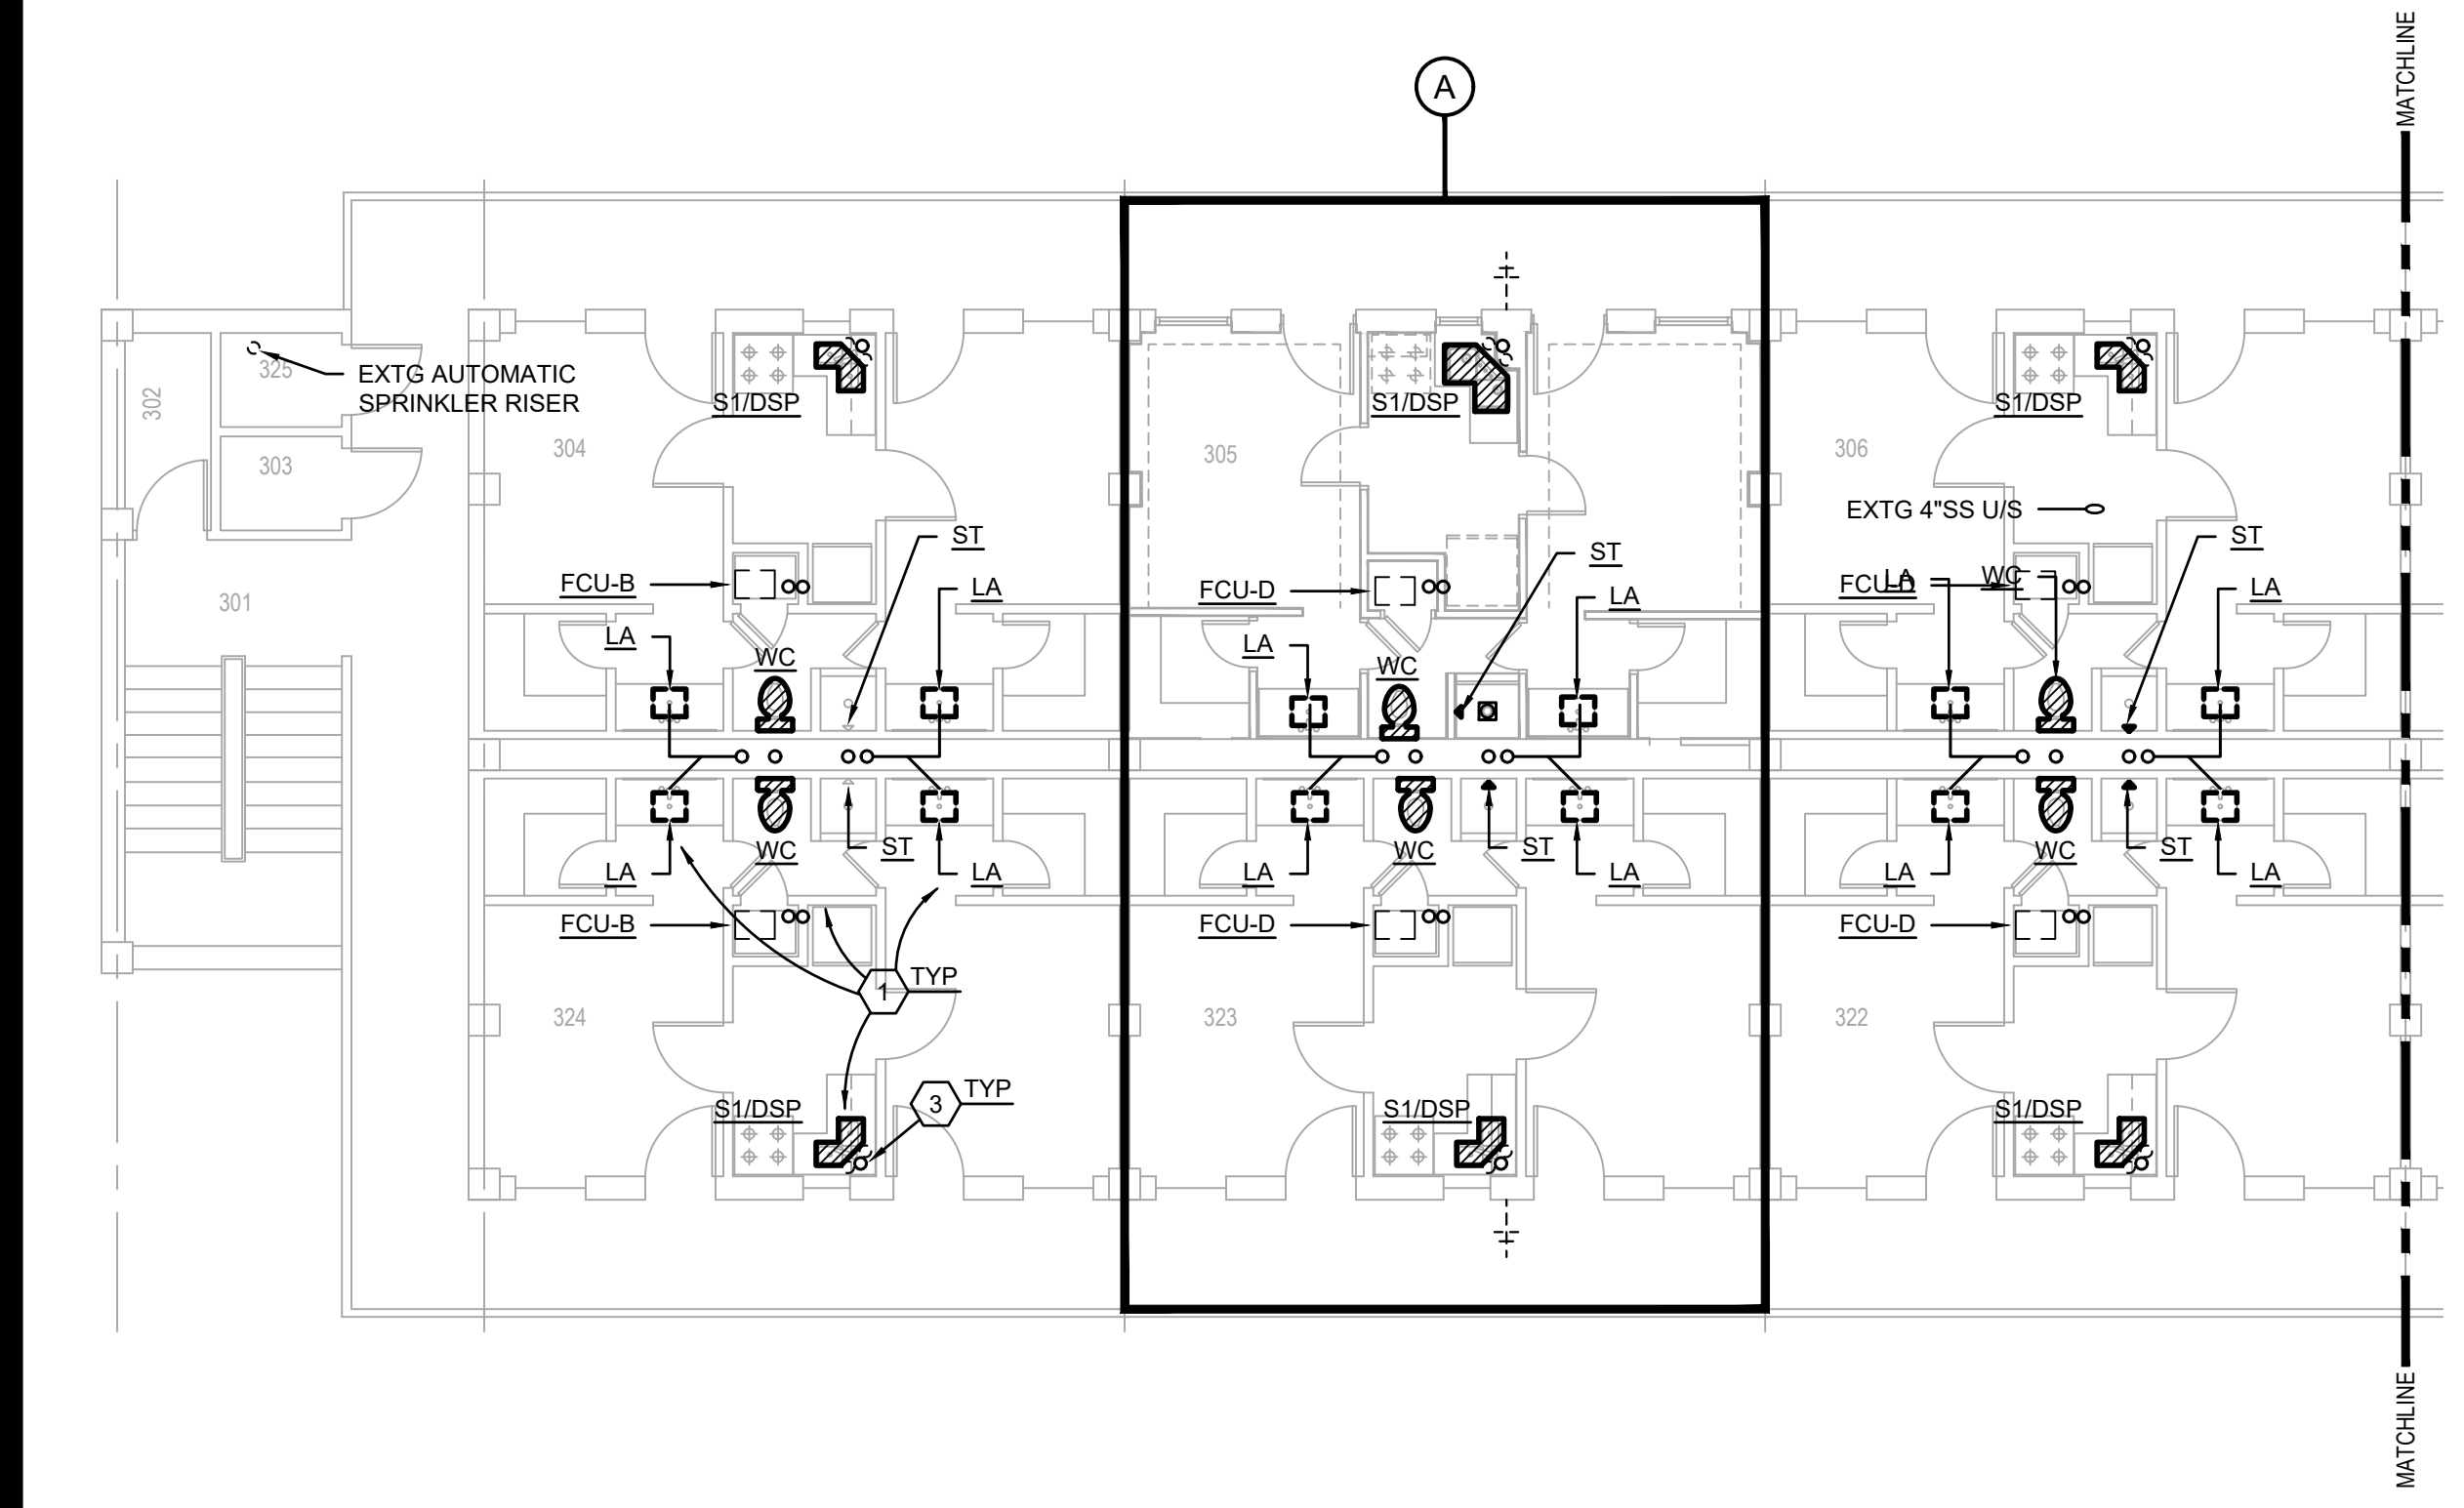 MATCHLINE
A
EXTG AUTOMATIC
SPRINKLER RISER
325
302
303
301
304
S1/DSP
305
S1/DSP
306
S1/DSP
EXTG 4"SS U/S
ST
FCU-B
LA
LA
WC
ST
FCU-D
LA
LA
WC
ST
FCU-D
LA
WC
LA
WC
ST
LA
LA
FCU-B
WC
ST
LA
LA
FCU-D
WC
ST
LA
LA
FCU-D
1
TYP
324
323
322
S1/DSP
3
TYP
S1/DSP
S1/DSP
MATCHLINE